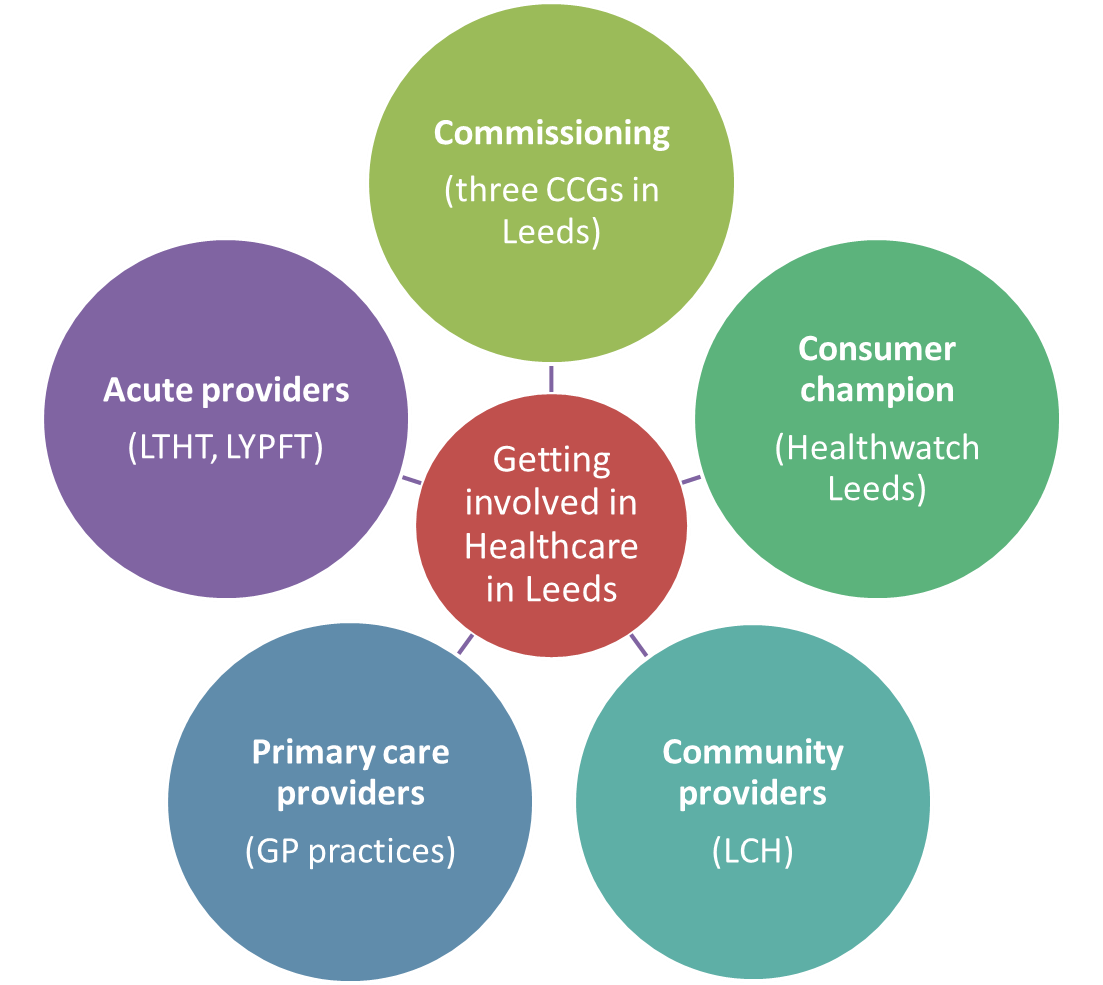 Commissioning
(three CCGs in
Leeds)
Consumer
champion
(Healthwatch
Leeds)
Community
providers
(LCH)
Primary care
providers
(GP practices)
Acute providers
(LTHT, LYPFT)
Getting
involved in
Healthcare
in Leeds